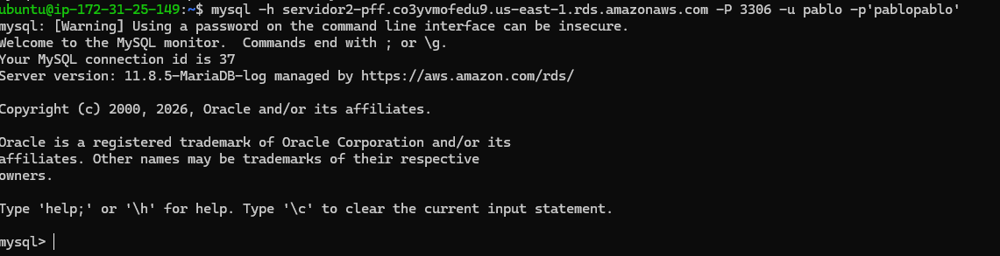 ubuntu@ip-172-31-25-149:~$ mysql -h servidor2-pff.co3yvmofedu9.us-east-1.rds.amazonaws.com -P 3306 -u pablo -p'pablopablo'
mysql: [Warning] Using a password on the command line interface can be insecure.
Welcome to the MySQL monitor.  Commands end with ; or \g.
Your MySQL connection id is 37
Server version: 11.8.5-MariaDB-log managed by https://aws.amazon.com/rds/
Copyright (c) 2000, 2026, Oracle and/or its affiliates.
Oracle is a registered trademark of Oracle Corporation and/or its
affiliates. Other names may be trademarks of their respective
owners.
Type 'help;' or '\h' for help. Type '\c' to clear the current input statement.
mysql>